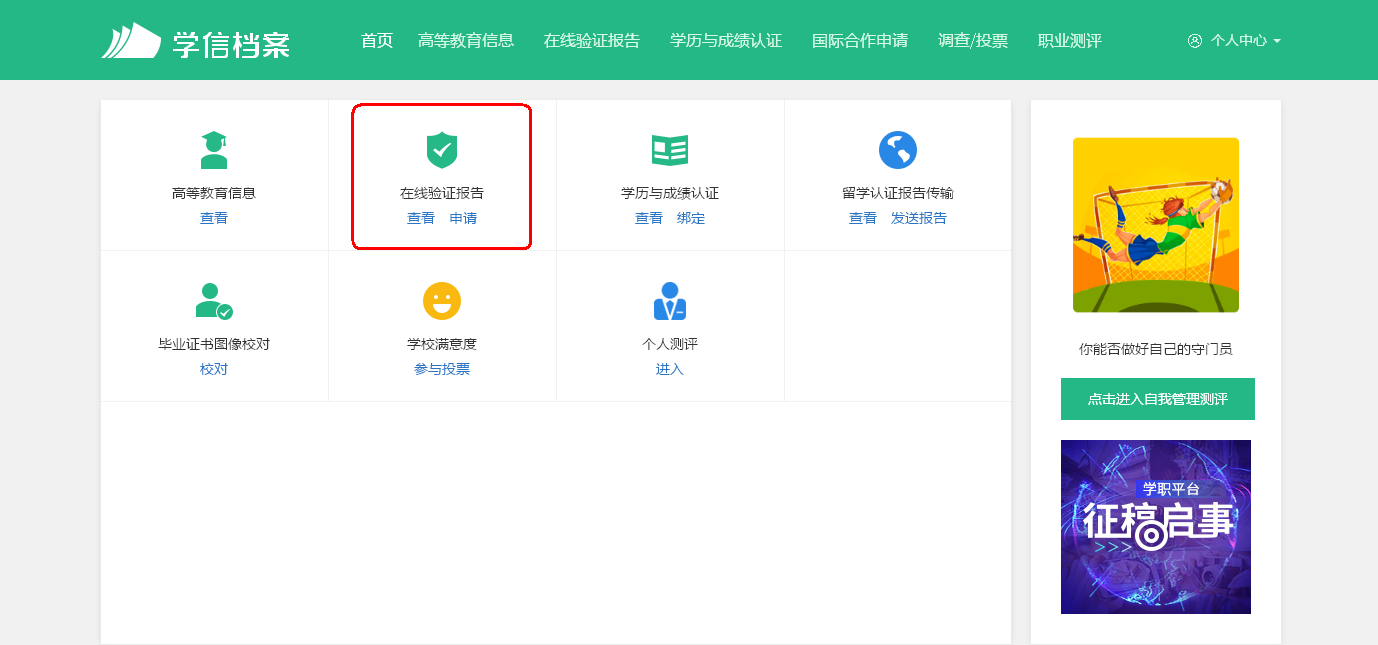 学信档案 首页 高等教育信息 在线验证报告 学历与成绩认证 国际合作申请 调查/投票 职业测评 个人中心
高等教育信息 在线验证报告 学历与成绩认证 留学认证报告传输
查看 查看 申请 查看 绑定 查看 发送报告
毕业证书图像校对 学校满意度 个人测评
校对 参与投票 进入
你能否做好自己的守门员
点击进入自我管理测评
学职平台
征稿启事
>>>